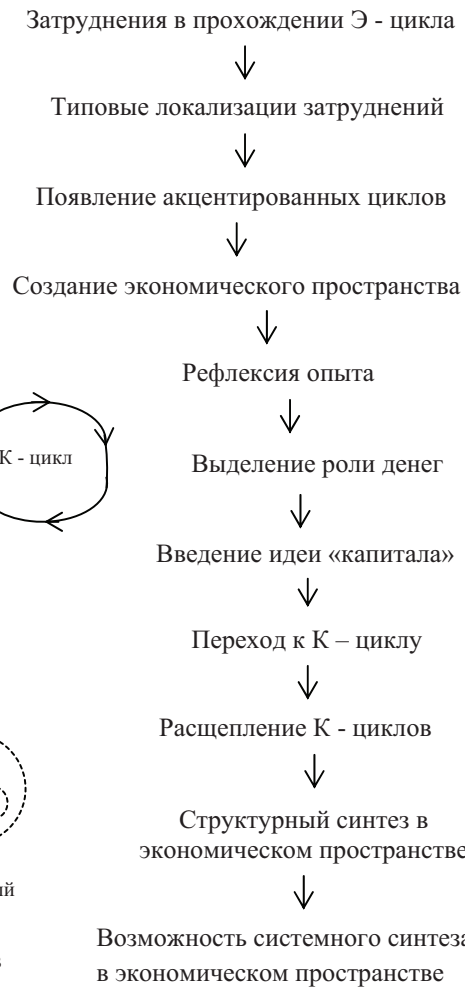 Затруднения в прохождении Э - цикла
Типовые локализации затруднений
Появление акцентированных циклов
Создание экономического пространства
Рефлексия опыта
К - цикл
Выделение роли денег
Введение идеи «капитала»
Переход к К – циклу
Расщепление К - циклов
Структурный синтез в
экономическом пространстве
Возможность системного синтеза
в экономическом пространстве